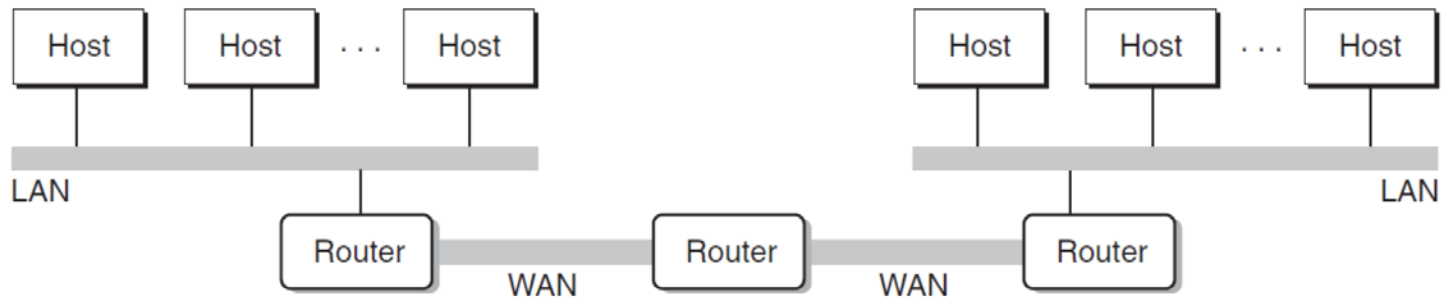 Host Host . . . Host Host Host . . . Host
LAN LAN
Router Router Router
WAN WAN